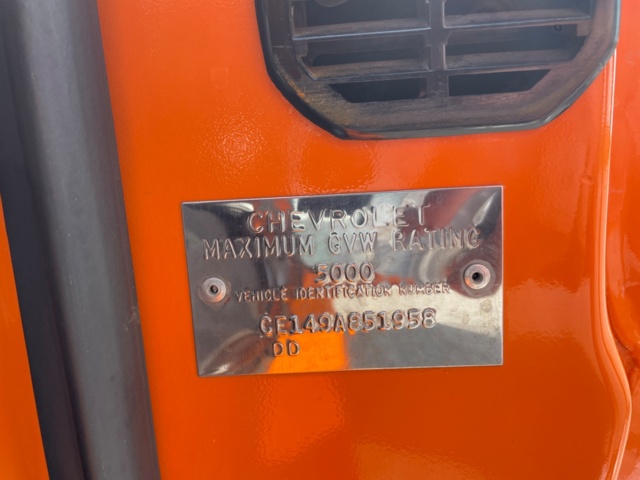 CHEVROLET
MAXIMUM GVW RATING
5000
VEHICLE IDENTIFICATION NUMBER
CE149A851958
DD